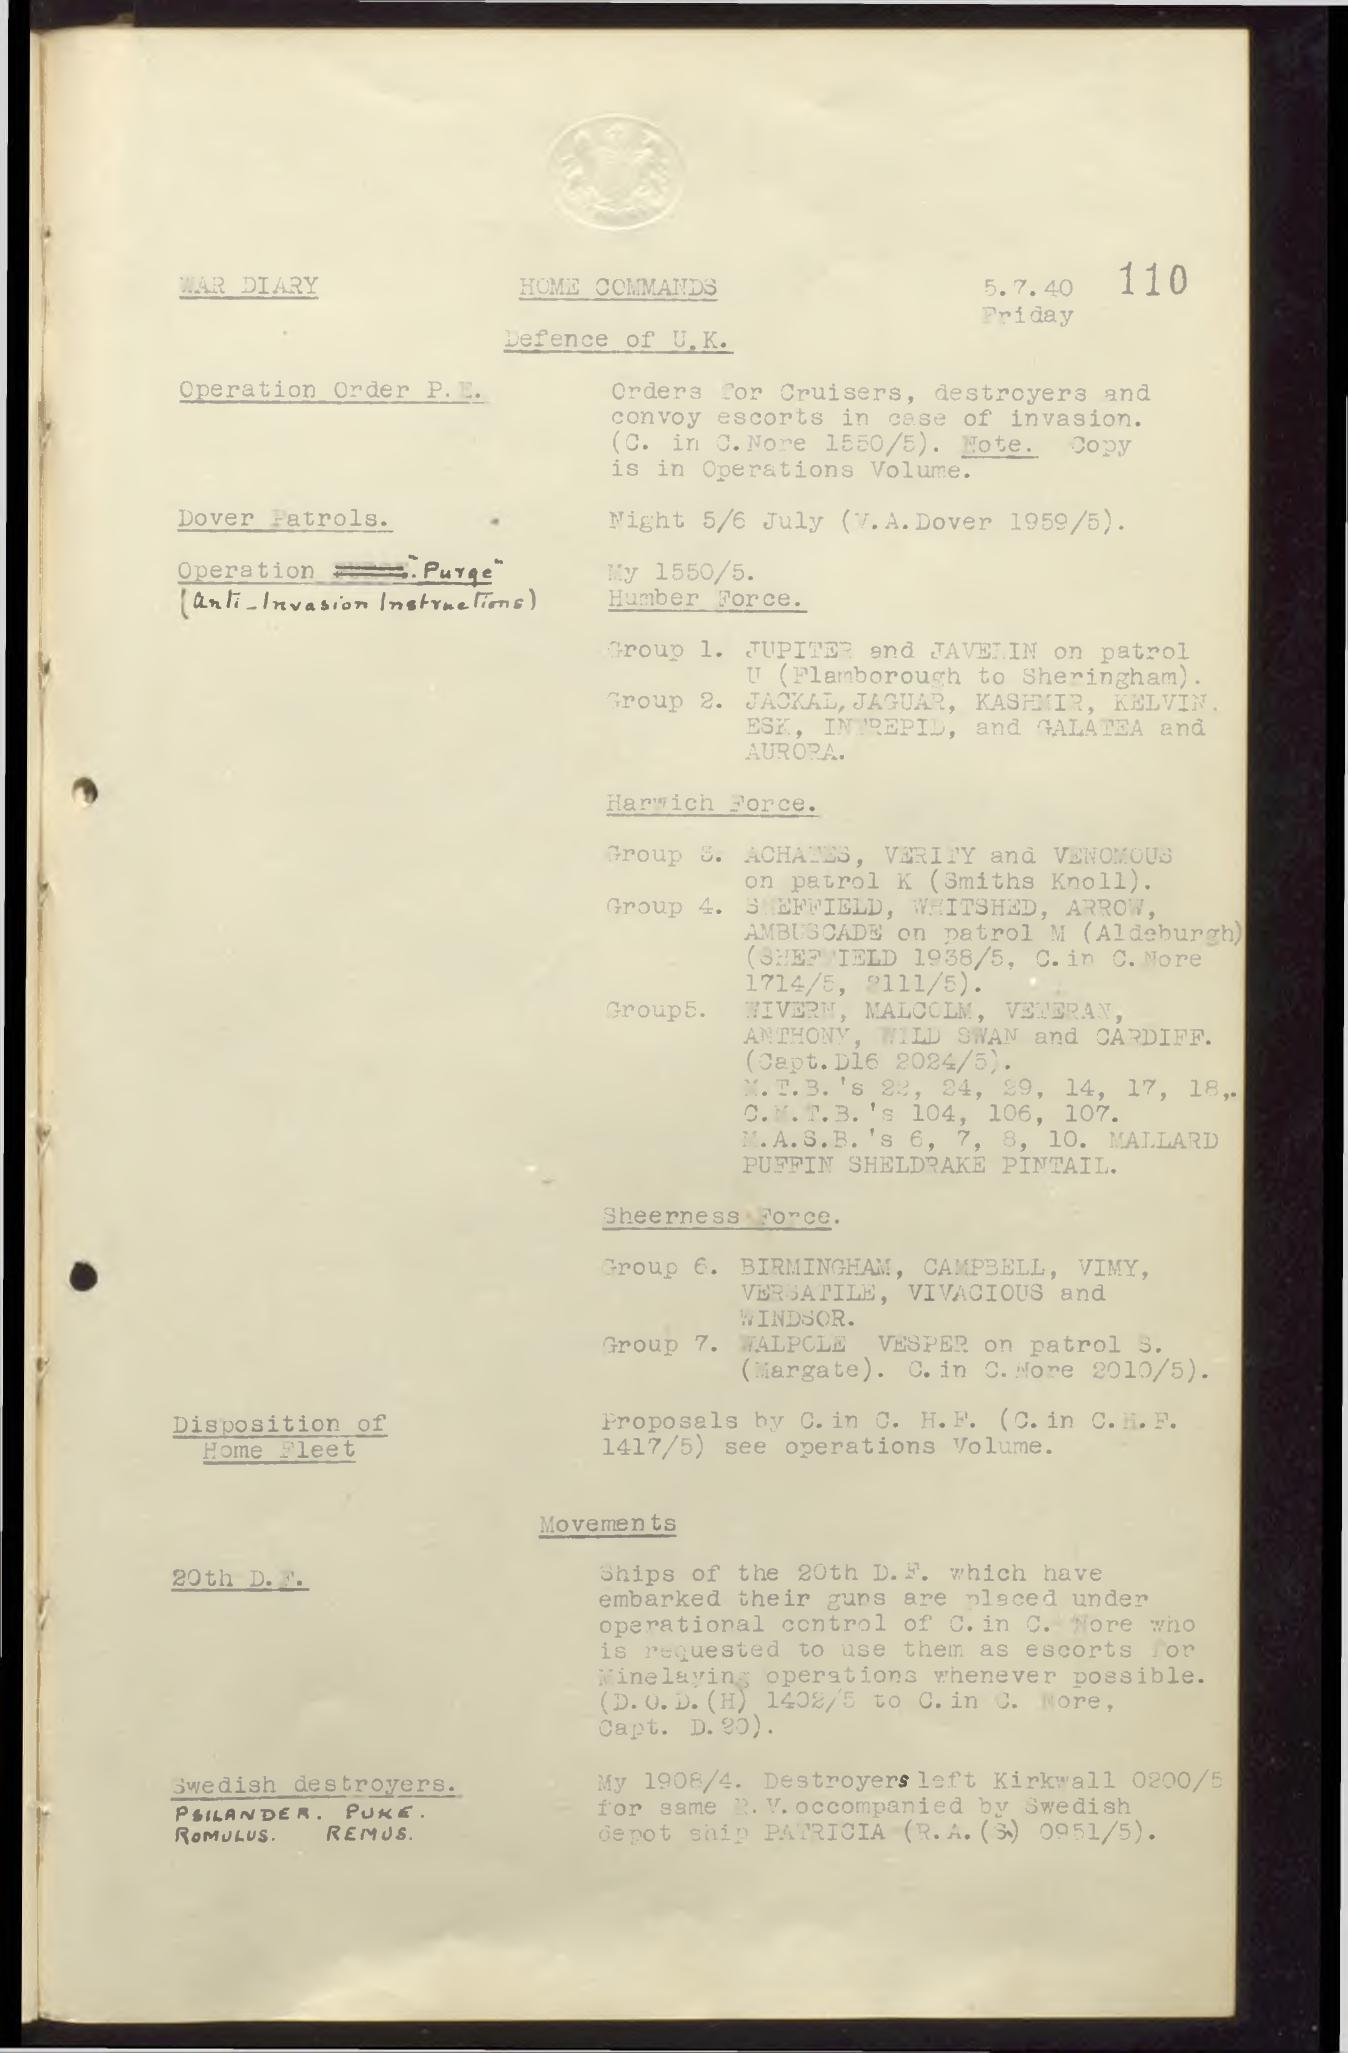 WAR DIARY HOME COMMANDS 5.7.40 110
Friday
Defence of U.K.
Operation Order P.E. Orders for Cruisers, destroyers and
convoy escorts in case of invasion.
(C. in C.Nore 1550/5). Note. Copy
is in Operations Volume.
Dover Patrols. Night 5/6 July (V.A.Dover 1959/5).
Operation "Purge" My 1550/5.
(Anti-Invasion Instructions) Humber Force.
Group 1. JUPITER and JAVELIN on patrol
U (Flamborough to Sheringham).
Group 2. JACKAL, JAGUAR, KASHMIR, KELVIN.
ESK, INTREPID, and GALATEA and
AURORA.
Harwich Force.
Group 3. ACHATES, VERITY and VENOMOUS
on patrol K (Smiths Knoll).
Group 4. SHEFFIELD, WHITSHED, ARROW,
AMBUSCADE on patrol M (Aldeburgh)
(SHEFFIELD 1938/5, C.in C.Nore
1714/5, 2111/5).
Group5. WIVERN, MALCOLM, VETERAN,
ANTHONY, WILD SWAN and CARDIFF.
(Capt.D16 2024/5).
M.T.B.'s 22, 24, 29, 14, 17, 18,.
C.M.T.B.'s 104, 106, 107.
M.A.S.B.'s 6, 7, 8, 10. MALLARD
PUFFIN SHELDRAKE PINTAIL.
Sheerness Force.
Group 6. BIRMINGHAM, CAMPBELL, VIMY,
VERSATILE, VIVACIOUS and
WINDSOR.
Group 7. WALPOLE VESPER on patrol S.
(Margate). C.in C.Nore 2010/5).
Disposition of Proposals by C.in C. H.F. (C.in C.H.F.
Home Fleet 1417/5) see operations Volume.
Movements
20th D.F. Ships of the 20th D.F. which have
embarked their guns are placed under
operational control of C.in C. Nore who
is requested to use them as escorts for
Minelaying operations whenever possible.
(D.O.D.(H) 1402/5 to C.in C. Nore,
Capt. D.20).
Swedish destroyers. My 1908/4. Destroyers left Kirkwall 0200/5
PSILANDER. PUKE. for same R.V.occompanied by Swedish
ROMULUS. REMUS. depot ship PATRICIA (R.A.(S) 0951/5).